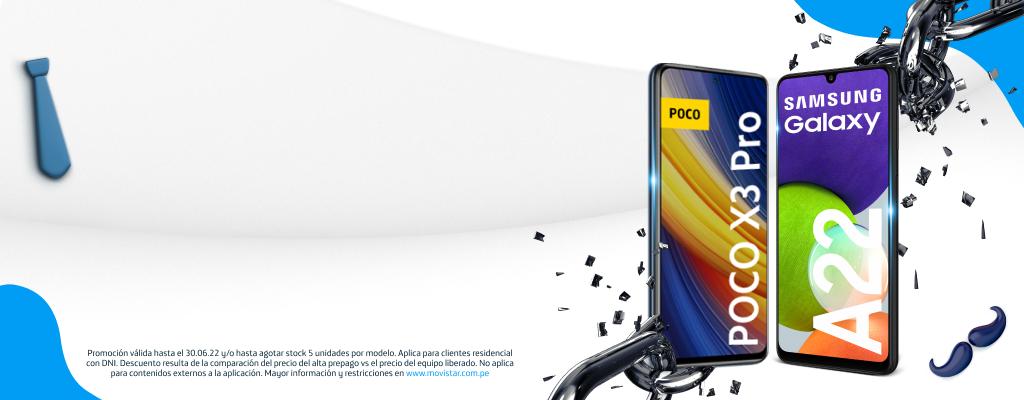 POCO
POCO X3 Pro
SAMSUNG
Galaxy
A22
Promoción válida hasta el 30.06.22 y/o hasta agotar stock 5 unidades por modelo. Aplica para clientes residencial
con DNI. Descuento resulta de la comparación del precio del alta prepago vs el precio del equipo liberado. No aplica
para contenidos externos a la aplicación. Mayor información y restricciones en www.movistar.com.pe